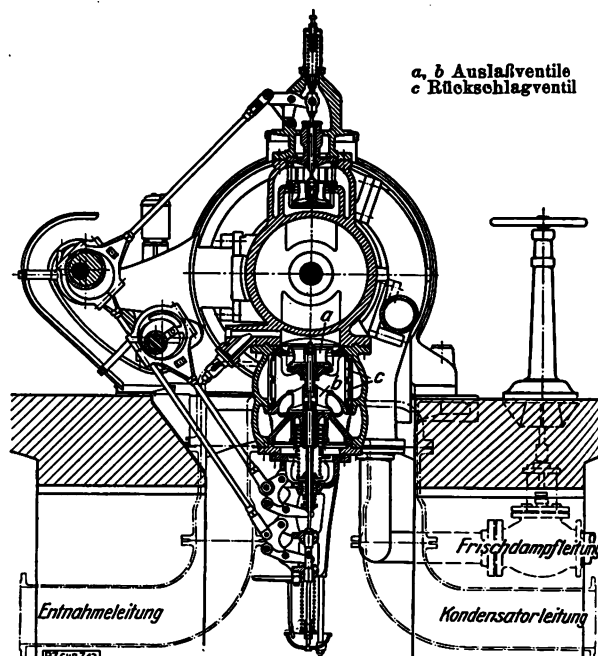 a, b Auslaßventile
c Rückschlagventil
a
b
c
Frischdampfleitung
Entnahmeleitung
Kondensatorleitung